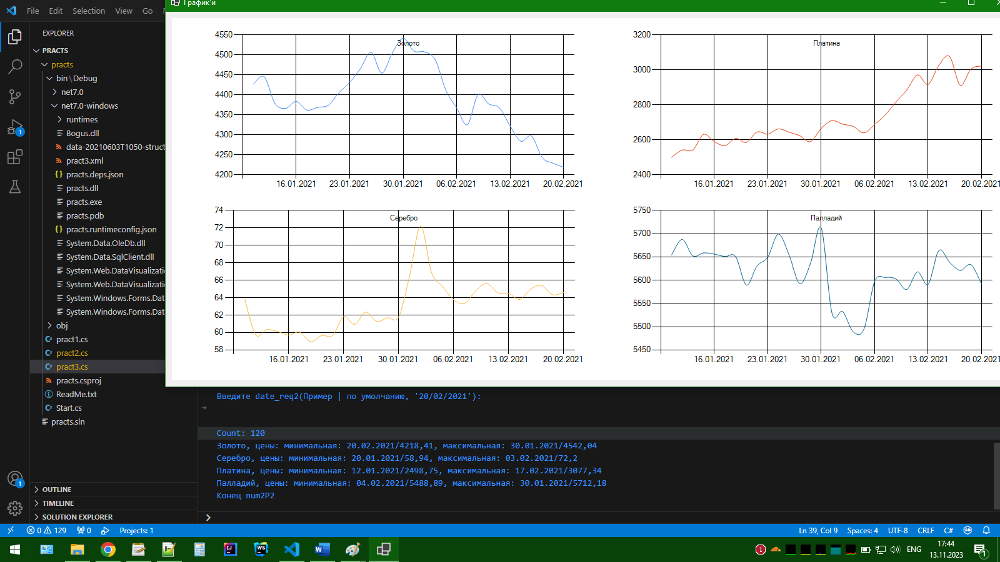 File Edit Selection View Go
График'и
EXPLORER
PRACTS
practs
bin\Debug
net7.0
net7.0-windows
runtimes
Bogus.dll
data-20210603T1050-struct
pract3.xml
practs.deps.json
practs.dll
practs.exe
practs.pdb
practs.runtimeconfig.json
System.Data.OleDb.dll
System.Data.SqlClient.dll
System.Web.DataVisualizati
System.Web.DataVisualizati
System.Windows.Forms.Dat
System.Windows.Forms.Dat
obj
pract1.cs
pract2.cs
pract3.cs
practs.csproj
ReadMe.txt
Start.cs
practs.sln
OUTLINE
TIMELINE
SOLUTION EXPLORER
Золото
4550
4500
4450
4400
4350
4300
4250
4200
16.01.2021 23.01.2021 30.01.2021 06.02.2021 13.02.2021 20.02.2021
Платина
3200
3000
2800
2600
2400
16.01.2021 23.01.2021 30.01.2021 06.02.2021 13.02.2021 20.02.2021
Серебро
74
72
70
68
66
64
62
60
58
16.01.2021 23.01.2021 30.01.2021 06.02.2021 13.02.2021 20.02.2021
Палладий
5750
5700
5650
5600
5550
5500
5450
16.01.2021 23.01.2021 30.01.2021 06.02.2021 13.02.2021 20.02.2021
Введите date_req2(Пример | по умолчанию, '20/02/2021'):
Count: 120
Золото, цены: минимальная: 20.02.2021/4218,41, максимальная: 30.01.2021/4542,04
Серебро, цены: минимальная: 20.01.2021/58,94, максимальная: 03.02.2021/72,2
Платина, цены: минимальная: 12.01.2021/2498,75, максимальная: 17.02.2021/3077,34
Палладий, цены: минимальная: 04.02.2021/5488,89, максимальная: 30.01.2021/5712,18
Конец num2P2
0 129 0 Projects: 1 Ln 39, Col 9 Spaces: 4 UTF-8 CRLF C#
ENG
17:44
13.11.2023